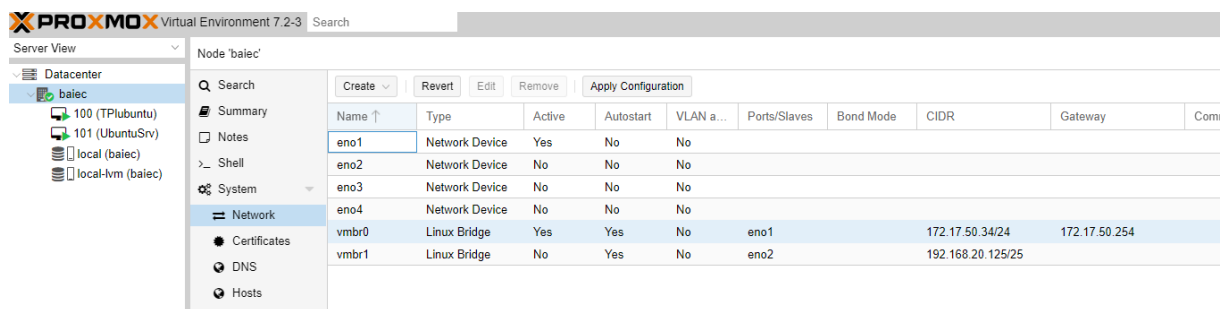 PROXMOX Virtual Environment 7.2-3 Search
Server View
Datacenter
baiec
100 (TPIubuntu)
101 (UbuntuSrv)
local (baiec)
local-lvm (baiec)
Node 'baiec'
Search
Summary
Notes
Shell
System
Network
Certificates
DNS
Hosts
Create Revert Edit Remove Apply Configuration
Name Type Active Autostart VLAN a... Ports/Slaves Bond Mode CIDR Gateway Comr
eno1 Network Device Yes No No
eno2 Network Device No No No
eno3 Network Device No No No
eno4 Network Device No No No
vmbr0 Linux Bridge Yes Yes No eno1 172.17.50.34/24 172.17.50.254
vmbr1 Linux Bridge No Yes No eno2 192.168.20.125/25